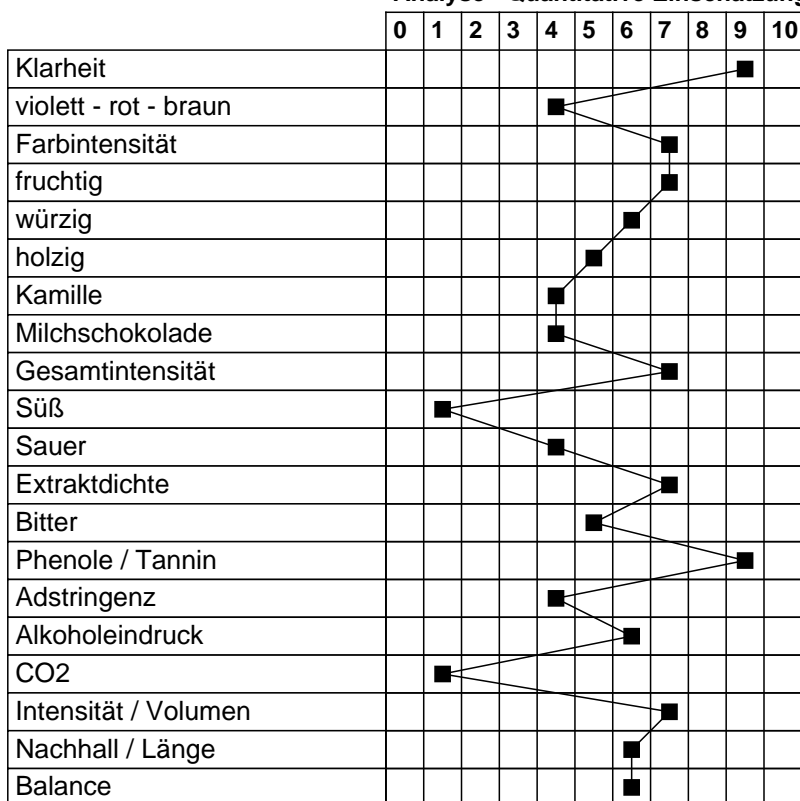 Analyse - Quantitative Einschätzung
0 1 2 3 4 5 6 7 8 9 10
Klarheit
violett - rot - braun
Farbintensität
fruchtig
würzig
holzig
Kamille
Milchschokolade
Gesamtintensität
Süß
Sauer
Extraktdichte
Bitter
Phenole / Tannin
Adstringenz
Alkoholeindruck
CO2
Intensität / Volumen
Nachhall / Länge
Balance